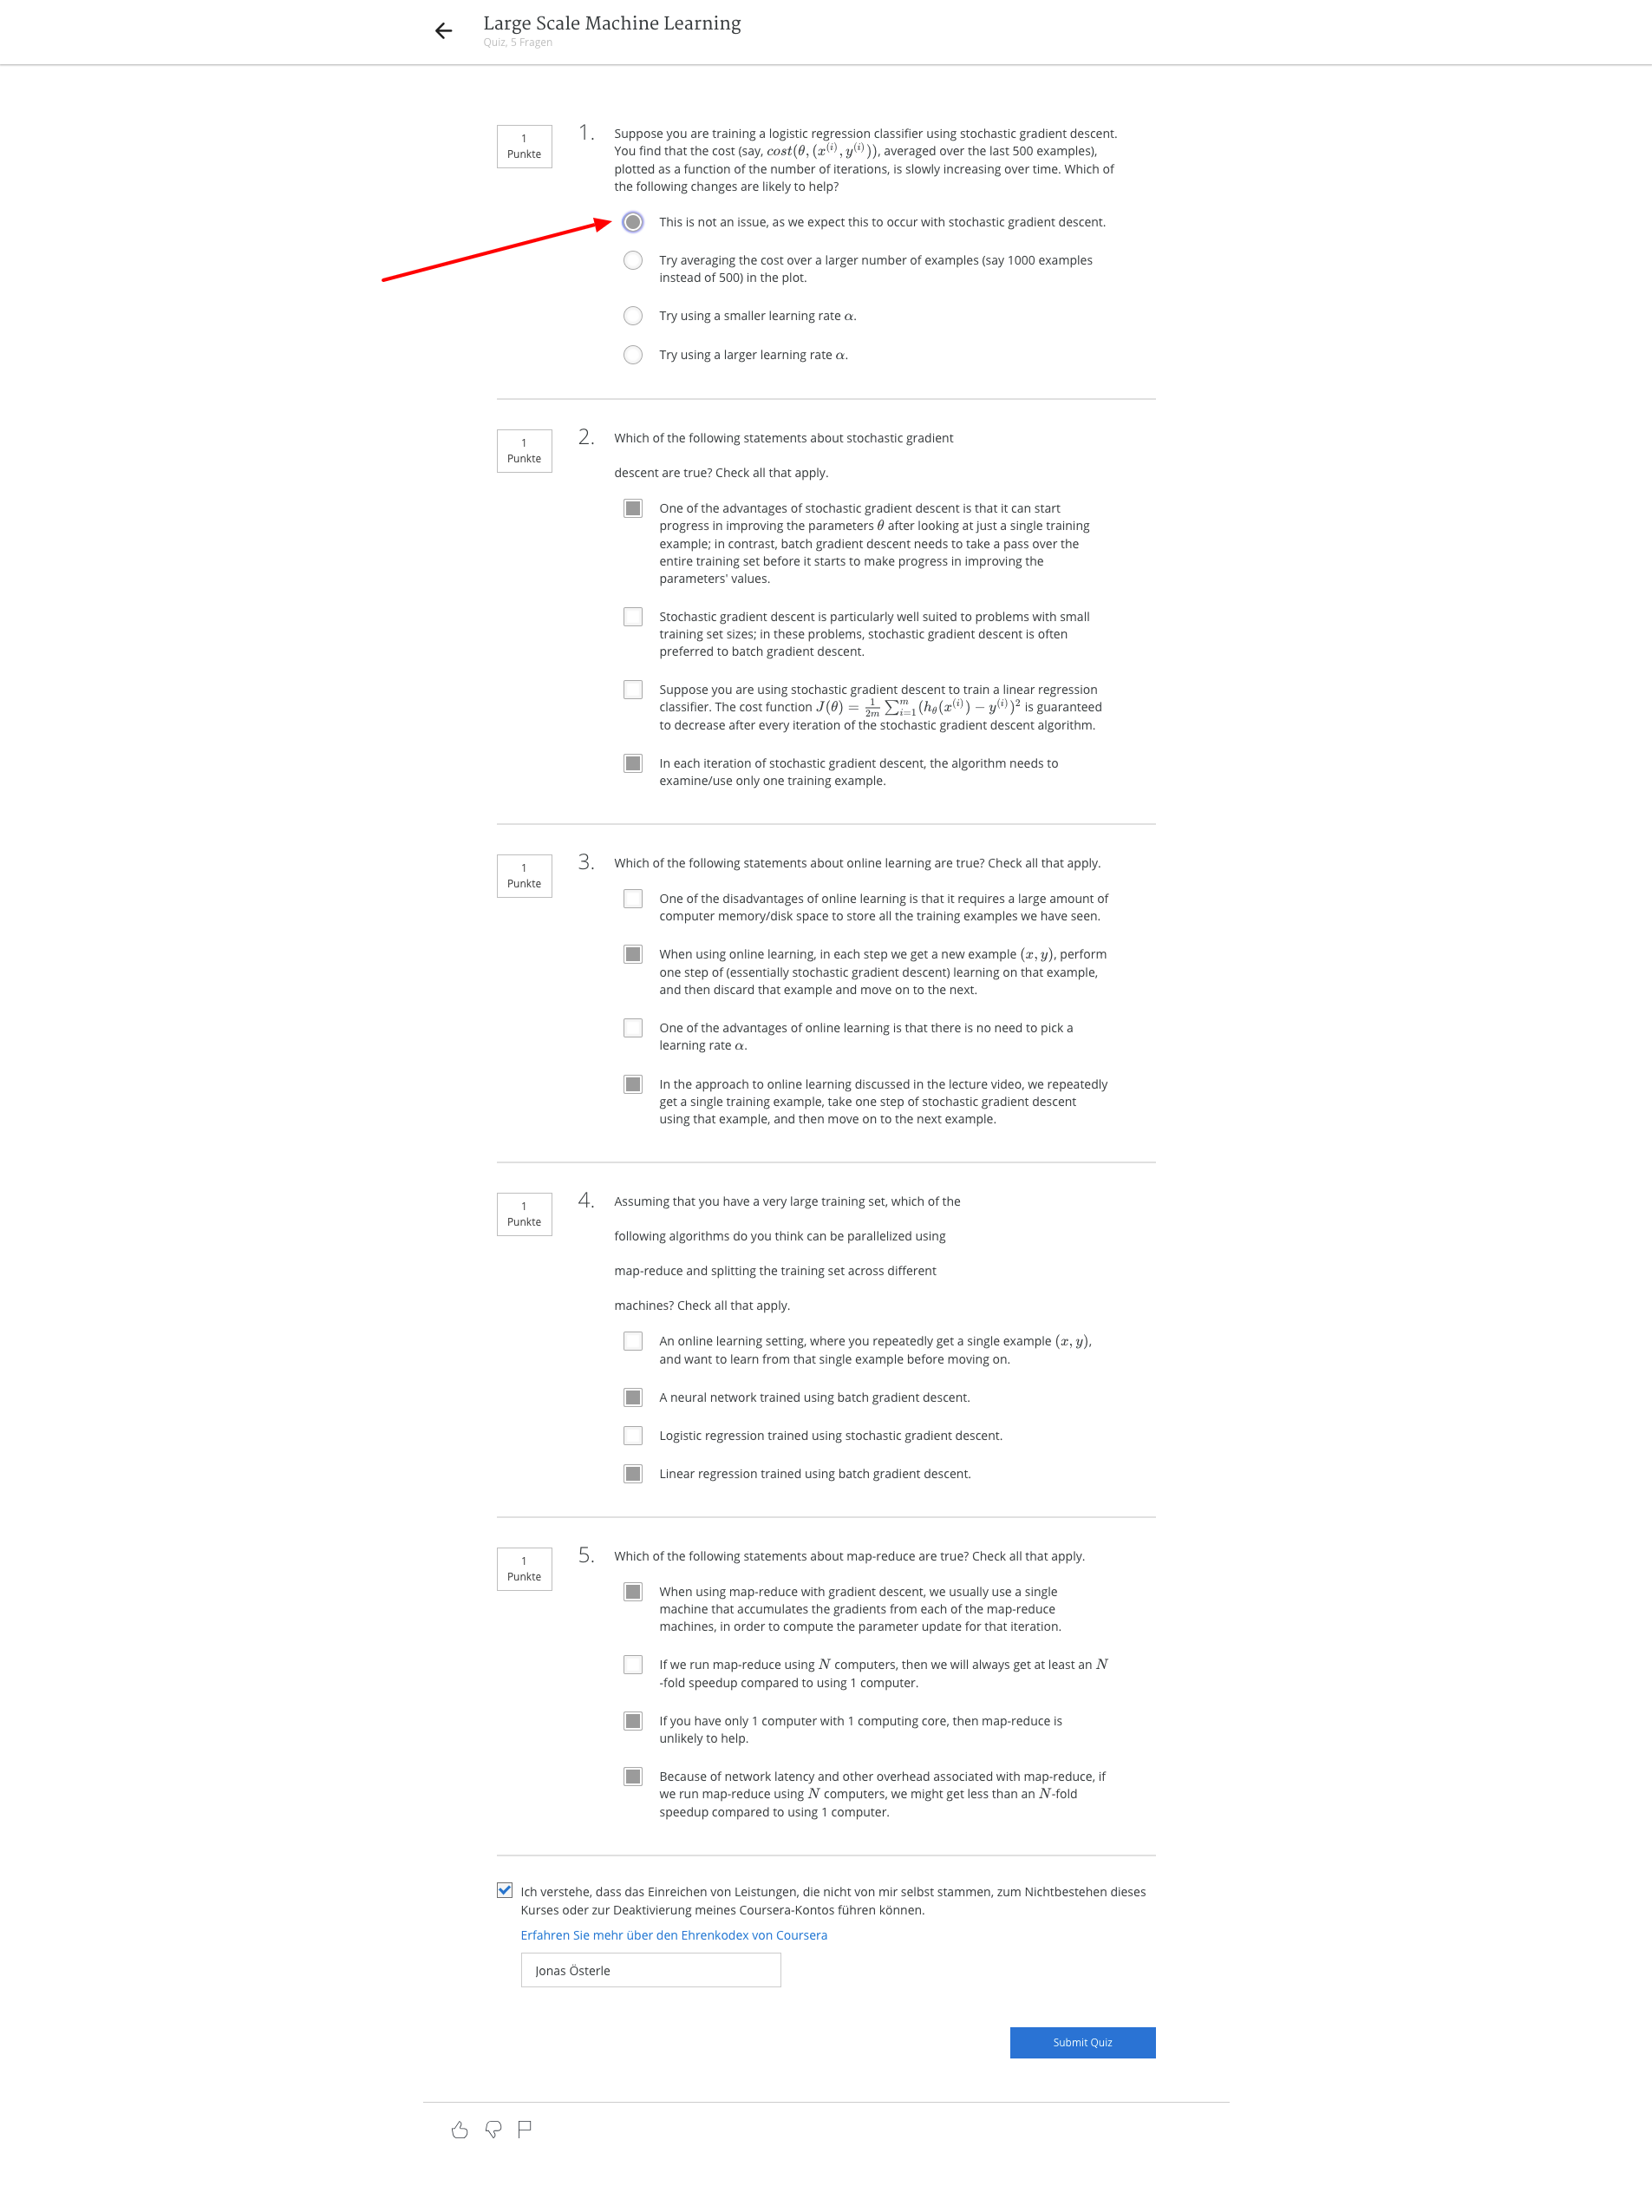 Large Scale Machine Learning
Quiz, 5 Fragen
1
Punkte
1.
Suppose you are training a logistic regression classifier using stochastic gradient descent.
You find that the cost (say, cost(θ, (x^(i), y^(i))), averaged over the last 500 examples),
plotted as a function of the number of iterations, is slowly increasing over time. Which of
the following changes are likely to help?
This is not an issue, as we expect this to occur with stochastic gradient descent.
Try averaging the cost over a larger number of examples (say 1000 examples
instead of 500) in the plot.
Try using a smaller learning rate α.
Try using a larger learning rate α.
1
Punkte
2.
Which of the following statements about stochastic gradient
descent are true? Check all that apply.
One of the advantages of stochastic gradient descent is that it can start
progress in improving the parameters θ after looking at just a single training
example; in contrast, batch gradient descent needs to take a pass over the
entire training set before it starts to make progress in improving the
parameters' values.
Stochastic gradient descent is particularly well suited to problems with small
training set sizes; in these problems, stochastic gradient descent is often
preferred to batch gradient descent.
Suppose you are using stochastic gradient descent to train a linear regression
classifier. The cost function J(θ) = 1/2m ∑_{i=1}^{m} (h_θ(x^(i)) − y^(i))^2 is guaranteed
to decrease after every iteration of the stochastic gradient descent algorithm.
In each iteration of stochastic gradient descent, the algorithm needs to
examine/use only one training example.
1
Punkte
3.
Which of the following statements about online learning are true? Check all that apply.
One of the disadvantages of online learning is that it requires a large amount of
computer memory/disk space to store all the training examples we have seen.
When using online learning, in each step we get a new example (x, y), perform
one step of (essentially stochastic gradient descent) learning on that example,
and then discard that example and move on to the next.
One of the advantages of online learning is that there is no need to pick a
learning rate α.
In the approach to online learning discussed in the lecture video, we repeatedly
get a single training example, take one step of stochastic gradient descent
using that example, and then move on to the next example.
1
Punkte
4.
Assuming that you have a very large training set, which of the
following algorithms do you think can be parallelized using
map-reduce and splitting the training set across different
machines? Check all that apply.
An online learning setting, where you repeatedly get a single example (x, y),
and want to learn from that single example before moving on.
A neural network trained using batch gradient descent.
Logistic regression trained using stochastic gradient descent.
Linear regression trained using batch gradient descent.
1
Punkte
5.
Which of the following statements about map-reduce are true? Check all that apply.
When using map-reduce with gradient descent, we usually use a single
machine that accumulates the gradients from each of the map-reduce
machines, in order to compute the parameter update for that iteration.
If we run map-reduce using N computers, then we will always get at least an N
-fold speedup compared to using 1 computer.
If you have only 1 computer with 1 computing core, then map-reduce is
unlikely to help.
Because of network latency and other overhead associated with map-reduce, if
we run map-reduce using N computers, we might get less than an N-fold
speedup compared to using 1 computer.
Ich verstehe, dass das Einreichen von Leistungen, die nicht von mir selbst stammen, zum Nichtbestehen dieses
Kurses oder zur Deaktivierung meines Coursera-Kontos führen können.
Erfahren Sie mehr über den Ehrenkodex von Coursera
Jonas Österle
Submit Quiz